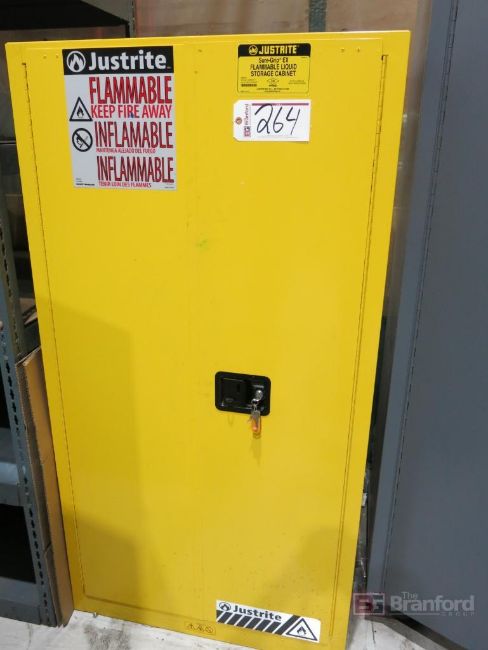 Justrite
FLAMMABLE
KEEP FIRE AWAY
INFLAMABLE
MANTENGA ALEJADO DEL FUEGO
INFLAMMABLE
TENIR LOIN DES FLAMMES
JUSTRITE
Sure-Grip® EX
FLAMMABLE LIQUID
STORAGE CABINET
264
Justrite
The
Branford
GROUP